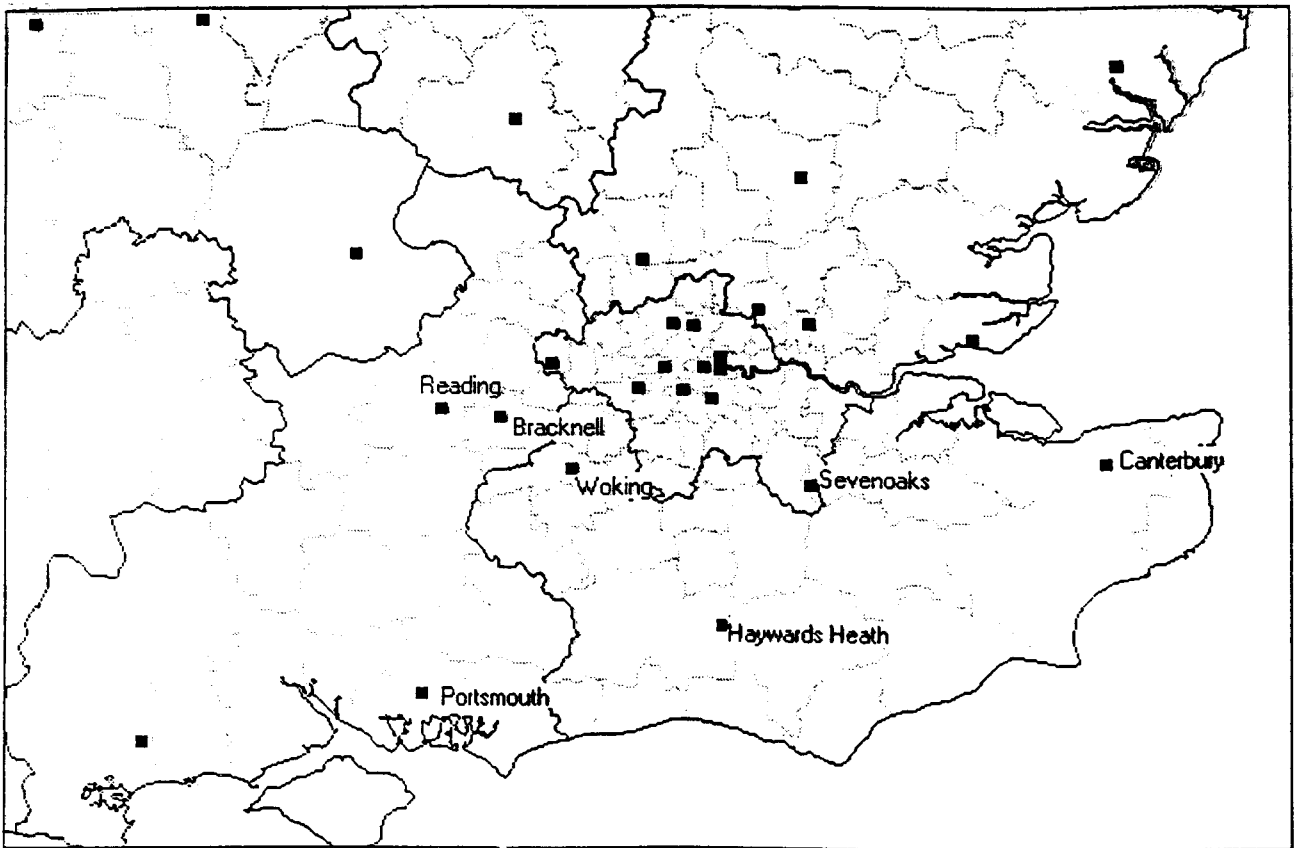 Reading
Bracknell
Woking
Sevenoaks
Canterbury
Haywards Heath
Portsmouth